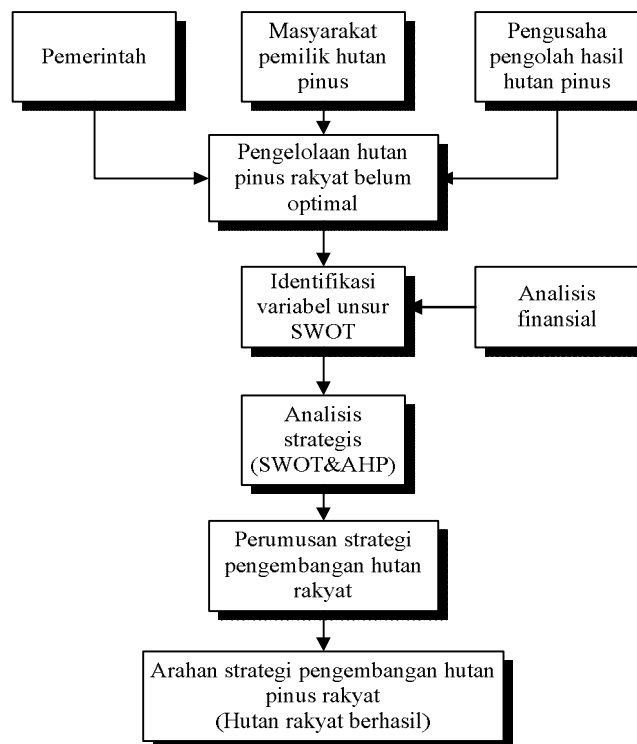 Pemerintah
Masyarakat
pemilik hutan
pinus
Pengusaha
pengolah hasil
hutan pinus
Pengelolaan hutan
pinus rakyat belum
optimal
Identifikasi
variabel unsur
SWOT
Analisis
finansial
Analisis
strategis
(SWOT&AHP)
Perumusan strategi
pengembangan hutan
rakyat
Arahan strategi pengembangan hutan
pinus rakyat
(Hutan rakyat berhasil)